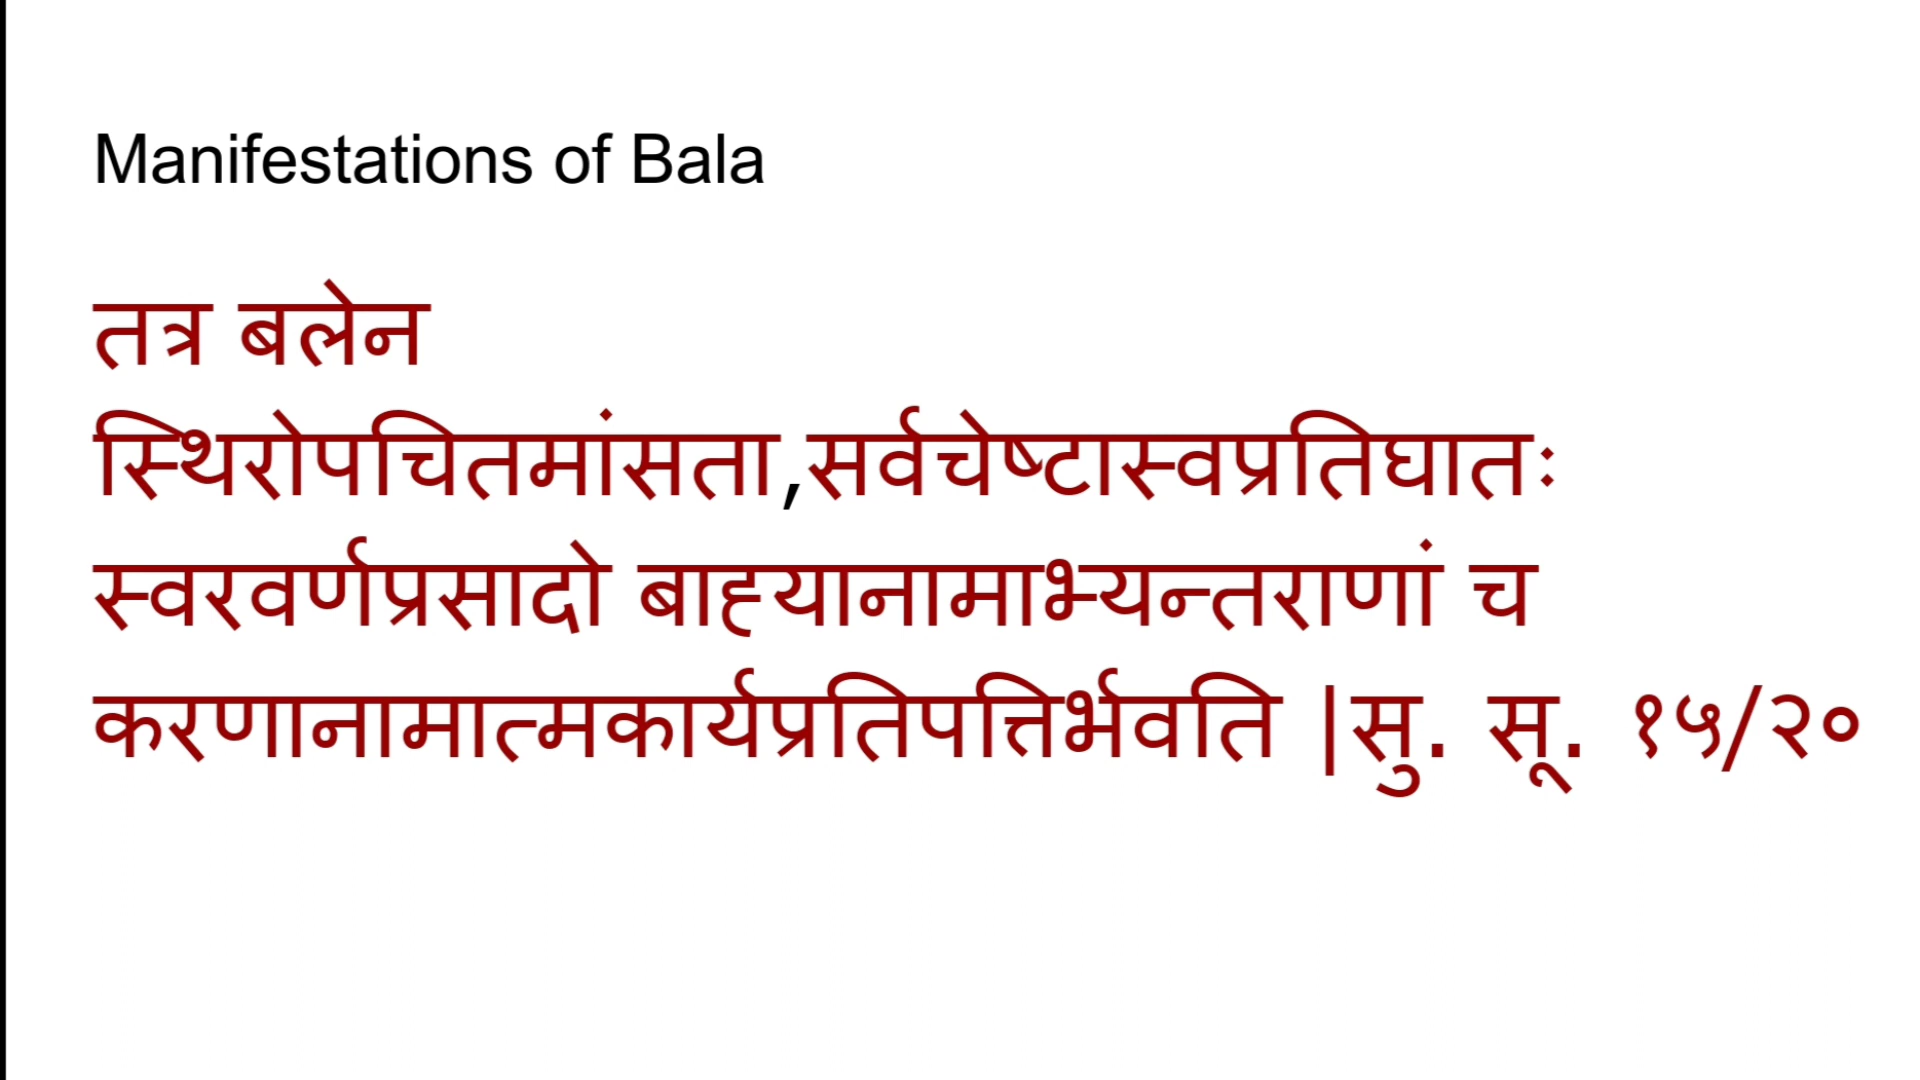 Manifestations of Bala
तत्र बलेन
स्थिरोपचितमांसता,सर्वचेष्टास्वप्रतिघातः
स्वरवर्णप्रसादो बाह्यानामाभ्यन्तराणां च
करणानामात्मकार्यप्रतिपत्तिर्भवति |सु. सू. १५/२०